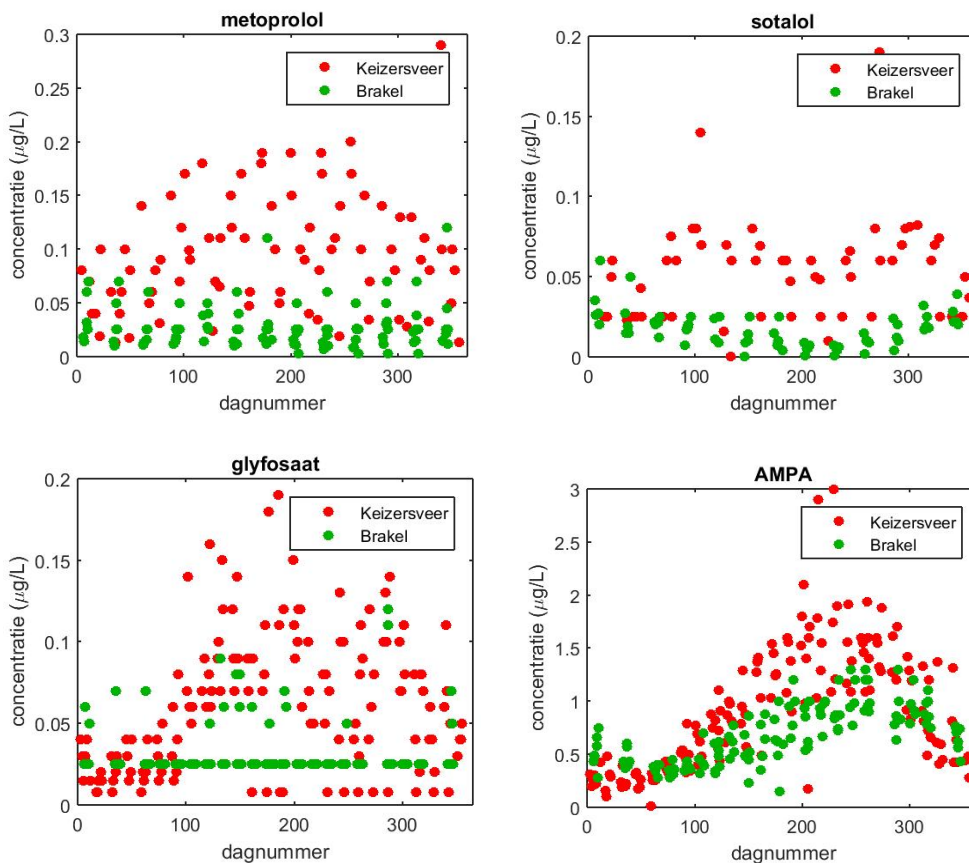 metoprolol
0.3
0.25
0.2
0.15
0.1
0.05
0
concentratie (µg/L)
Keizersveer
Brakel
0 100 200 300
dagnummer
sotalol
0.2
0.15
0.1
0.05
0
concentratie (µg/L)
Keizersveer
Brakel
0 100 200 300
dagnummer
glyfosaat
0.2
0.15
0.1
0.05
0
concentratie (µg/L)
Keizersveer
Brakel
0 100 200 300
dagnummer
AMPA
3
2.5
2
1.5
1
0.5
0
concentratie (µg/L)
Keizersveer
Brakel
0 100 200 300
dagnummer